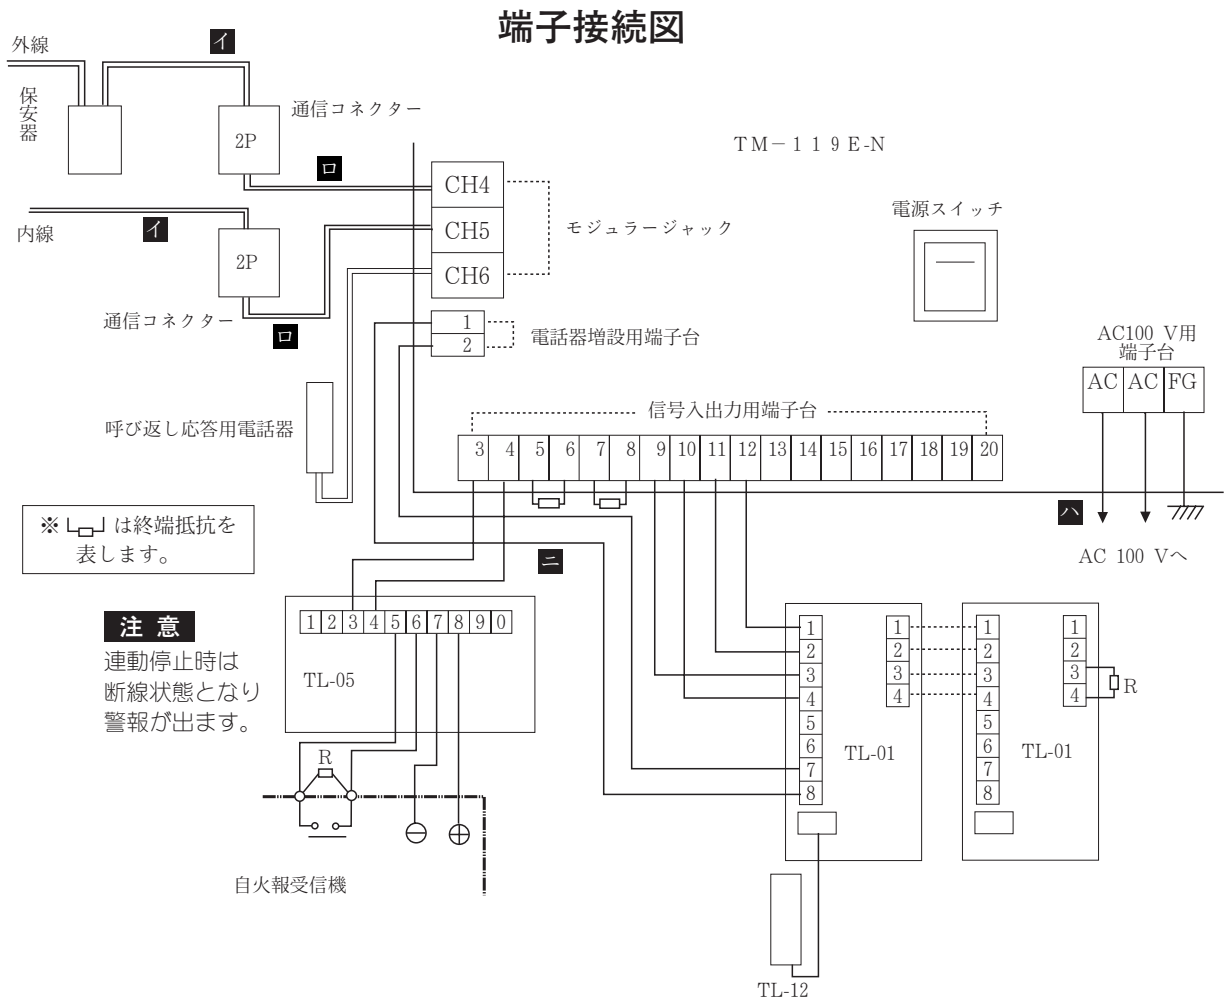 端子接続図
外線
イ
保安器
通信コネクター
2P
TM－１１９E-N
ロ
CH4
電源スイッチ
内線
イ
CH5
モジュラージャック
2P
CH6
通信コネクター
ロ
1
2
電話器増設用端子台
AC100 V用
端子台
AC AC FG
呼び返し応答用電話器
信号入出力用端子台
3 4 5 6 7 8 9 10 11 12 13 14 15 16 17 18 19 20
ハ
※ は終端抵抗を
表します。
AC 100 Vへ
ニ
注 意
連動停止時は
断線状態となり
警報が出ます。
1 2 3 4 5 6 7 8 9 0
TL-05
R
自火報受信機
1
2
3
4
5
6
7
8
1
2
3
4
TL-01
1
2
3
4
5
6
7
8
1
2
3
4
R
TL-01
TL-12